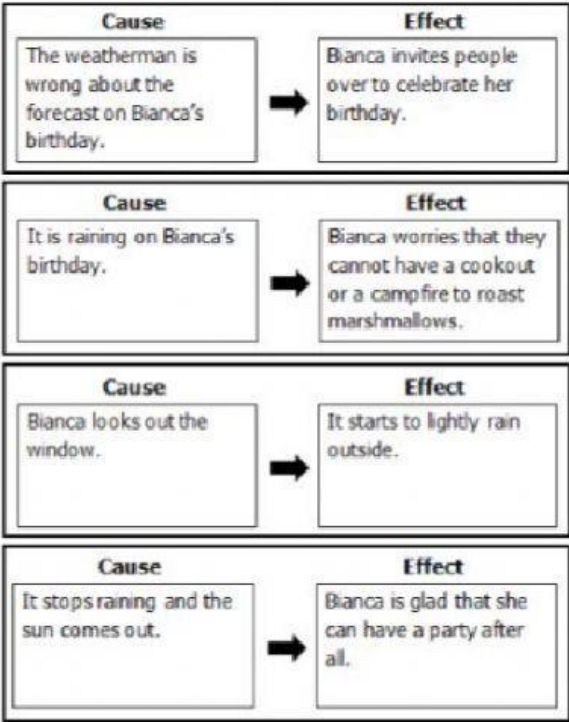 Cause Effect
The weatherman is
wrong about the
forecast on Bianca's
birthday.
Bianca invites people
over to celebrate her
birthday.
Cause Effect
It is raining on Bianca's
birthday.
Bianca worries that they
cannot have a cookout
or a campfire to roast
marshmallows.
Cause Effect
Bianca looks out the
window.
It starts to lightly rain
outside.
Cause Effect
It stops raining and the
sun comes out.
Bianca is glad that she
can have a party after
all.